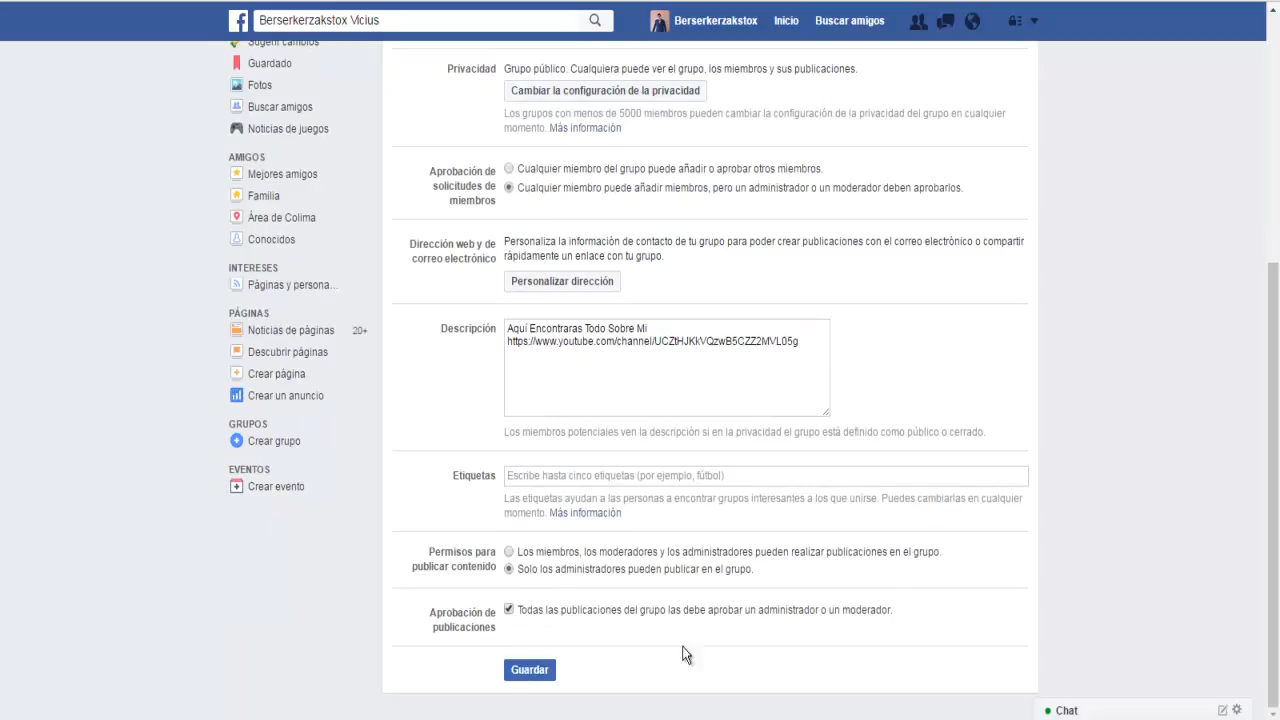 Berserkerzakstox Vicius
Berserkerzakstox Inicio Buscar amigos
Sugerir cambios
Guardado
Fotos
Buscar amigos
Noticias de juegos
AMIGOS
Mejores amigos
Familia
Área de Colima
Conocidos
INTERESES
Páginas y persona...
PÁGINAS
Noticias de páginas 20+
Descubrir páginas
Crear página
Crear un anuncio
GRUPOS
Crear grupo
EVENTOS
Crear evento
Privacidad
Grupo público. Cualquiera puede ver el grupo, los miembros y sus publicaciones.
Cambiar la configuración de la privacidad
Los grupos con menos de 5000 miembros pueden cambiar la configuración de la privacidad del grupo en cualquier
momento. Más información
Aprobación de
solicitudes de
miembros
Cualquier miembro del grupo puede añadir o aprobar otros miembros.
Cualquier miembro puede añadir miembros, pero un administrador o un moderador deben aprobarlos.
Dirección web y de
correo electrónico
Personaliza la información de contacto de tu grupo para poder crear publicaciones con el correo electrónico o compartir
rápidamente un enlace con tu grupo.
Personalizar dirección
Descripción
Aquí Encontraras Todo Sobre Mi
https://www.youtube.com/channel/UCZtHJKkVQzwB5CZZ2MVL05g
Los miembros potenciales ven la descripción si en la privacidad el grupo está definido como público o cerrado.
Etiquetas
Escribe hasta cinco etiquetas (por ejemplo, fútbol)
Las etiquetas ayudan a las personas a encontrar grupos interesantes a los que unirse. Puedes cambiarlas en cualquier
momento. Más información
Permisos para
publicar contenido
Los miembros, los moderadores y los administradores pueden realizar publicaciones en el grupo.
Solo los administradores pueden publicar en el grupo.
Aprobación de
publicaciones
Todas las publicaciones del grupo las debe aprobar un administrador o un moderador.
Guardar
Chat